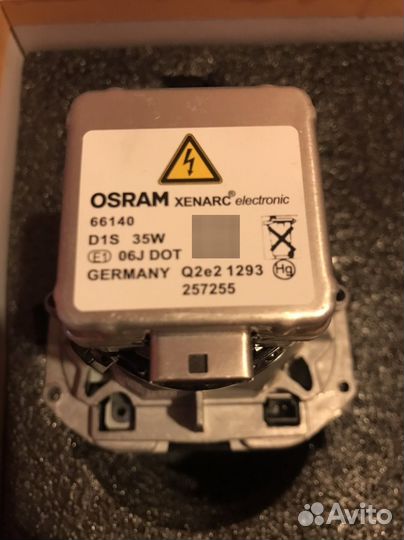 OSRAM XENARC® electronic
66140
D1S 35W
E1 06J DOT
GERMANY Q2e2 1293 Hg
257255
Avito